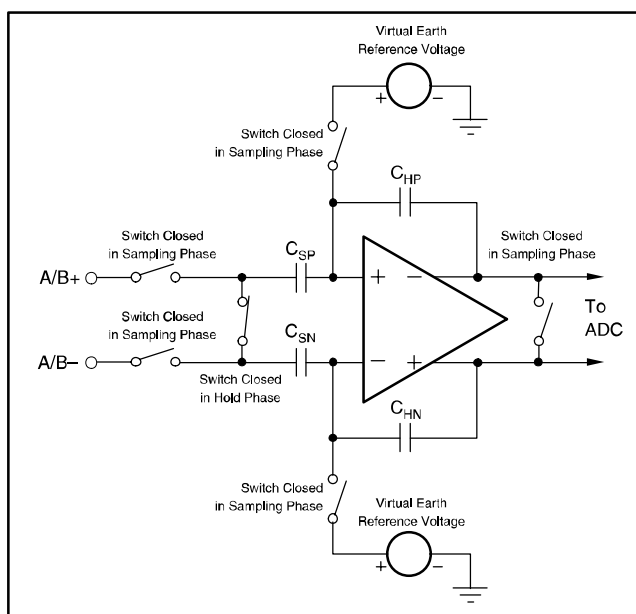 Virtual Earth
Reference Voltage
+ −
Switch Closed
in Sampling Phase
C_HP
Switch Closed
in Sampling Phase
C_SP
Switch Closed
in Sampling Phase
A/B+
+ −
To
ADC
Switch Closed
in Sampling Phase
C_SN
A/B−
− +
Switch Closed
in Hold Phase
C_HN
Switch Closed
in Sampling Phase
Virtual Earth
Reference Voltage
+ −